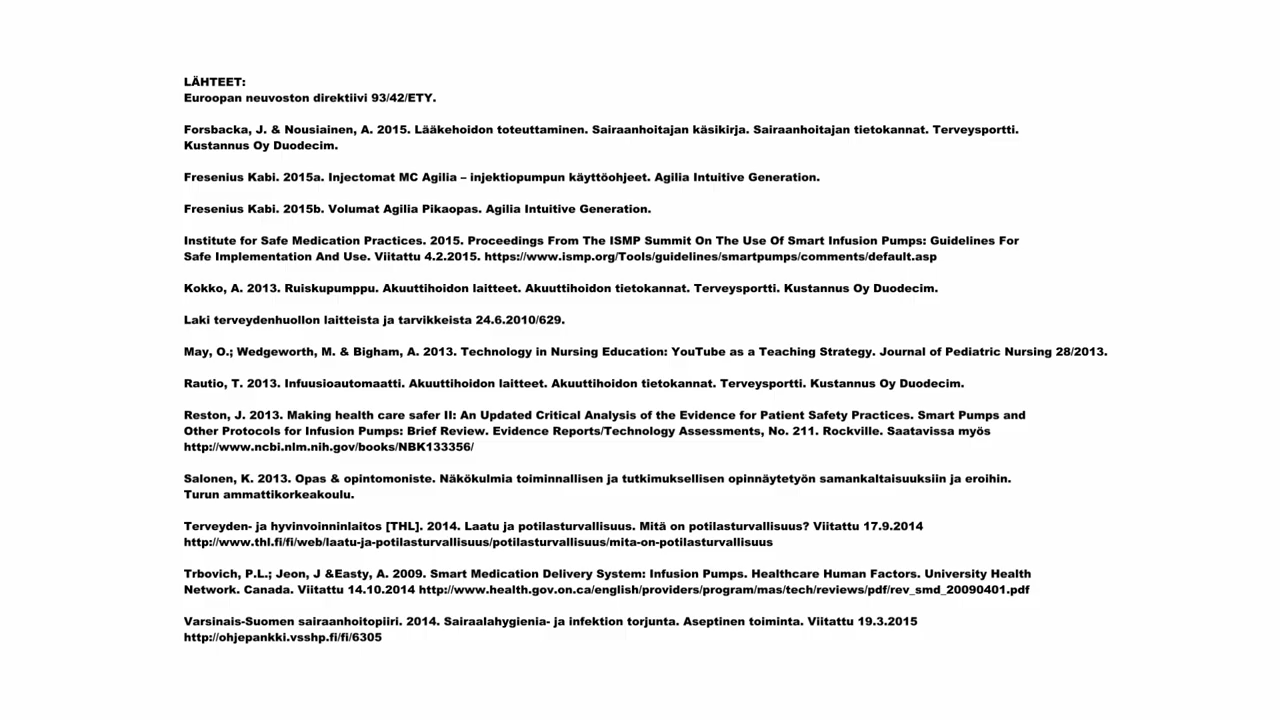 LÄHTEET:
Euroopan neuvoston direktiivi 93/42/ETY.
Forsbacka, J. & Nousiainen, A. 2015. Lääkehoidon toteuttaminen. Sairaanhoitajan käsikirja. Sairaanhoitajan tietokannat. Terveysportti.
Kustannus Oy Duodecim.
Fresenius Kabi. 2015a. Injectomat MC Agilia – injektiopumpun käyttöohjeet. Agilia Intuitive Generation.
Fresenius Kabi. 2015b. Volumat Agilia Pikaopas. Agilia Intuitive Generation.
Institute for Safe Medication Practices. 2015. Proceedings From The ISMP Summit On The Use Of Smart Infusion Pumps: Guidelines For
Safe Implementation And Use. Viitattu 4.2.2015. https://www.ismp.org/Tools/guidelines/smartpumps/comments/default.asp
Kokko, A. 2013. Ruiskupumppu. Akuuttihoidon laitteet. Akuuttihoidon tietokannat. Terveysportti. Kustannus Oy Duodecim.
Laki terveydenhuollon laitteista ja tarvikkeista 24.6.2010/629.
May, O.; Wedgeworth, M. & Bigham, A. 2013. Technology in Nursing Education: YouTube as a Teaching Strategy. Journal of Pediatric Nursing 28/2013.
Rautio, T. 2013. Infuusioautomaatti. Akuuttihoidon laitteet. Akuuttihoidon tietokannat. Terveysportti. Kustannus Oy Duodecim.
Reston, J. 2013. Making health care safer II: An Updated Critical Analysis of the Evidence for Patient Safety Practices. Smart Pumps and
Other Protocols for Infusion Pumps: Brief Review. Evidence Reports/Technology Assessments, No. 211. Rockville. Saatavissa myös
http://www.ncbi.nlm.nih.gov/books/NBK133356/
Salonen, K. 2013. Opas & opintomoniste. Näkökulmia toiminnallisen ja tutkimuksellisen opinnäytetyön samankaltaisuuksiin ja eroihin.
Turun ammattikorkeakoulu.
Terveyden- ja hyvinvoinninlaitos [THL]. 2014. Laatu ja potilasturvallisuus. Mitä on potilasturvallisuus? Viitattu 17.9.2014
http://www.thl.fi/fi/web/laatu-ja-potilasturvallisuus/potilasturvallisuus/mita-on-potilasturvallisuus
Trbovich, P.L.; Jeon, J &Easty, A. 2009. Smart Medication Delivery System: Infusion Pumps. Healthcare Human Factors. University Health
Network. Canada. Viitattu 14.10.2014 http://www.health.gov.on.ca/english/providers/program/mas/tech/reviews/pdf/rev_smd_20090401.pdf
Varsinais-Suomen sairaanhoitopiiri. 2014. Sairaalahygienia- ja infektion torjunta. Aseptinen toiminta. Viitattu 19.3.2015
http://ohjepankki.vsshp.fi/fi/6305